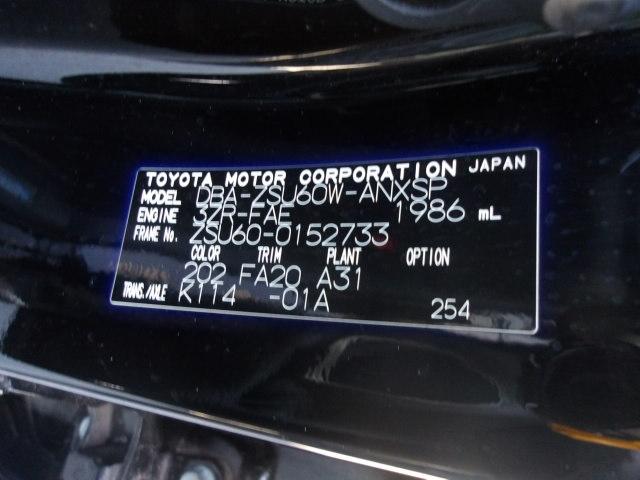 TOYOTA MOTOR CORPORATION JAPAN
MODEL DBA-ZSU60W-ANXSP
ENGINE 3ZR-FAE 1986 mL
FRAME No. ZSU60-0152733
COLOR TRIM PLANT OPTION
202 FA20 A31
TRANS./AXLE K114 -01A 254